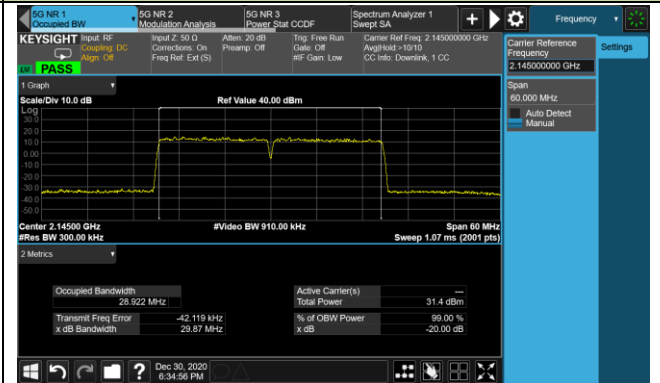 5G NR 1
Occupied BW
5G NR 2
Modulation Analysis
5G NR 3
Power Stat CCDF
Spectrum Analyzer 1
Swept SA
+
Frequency
KEYSIGHT
Input: RF
Coupling: DC
Align: Off
Input Z: 50 Ω
Corrections: On
Freq Ref: Ext (S)
Atten: 20 dB
Preamp: Off
Trig: Free Run
Gate: Off
#IF Gain: Low
Carrier Ref Freq: 2.145000000 GHz
Avg|Hold:>10/10
CC Info: Downlink, 1 CC
PASS
Carrier Reference
Frequency
2.145000000 GHz
Settings
Span
60.000 MHz
Auto Detect
Manual
1 Graph
Scale/Div 10.0 dB
Ref Value 40.00 dBm
Log
30.0
20.0
10.0
0.00
-10.0
-20.0
-30.0
-40.0
-50.0
Center 2.14500 GHz
#Video BW 910.00 kHz
Span 60 MHz
#Res BW 300.00 kHz
Sweep 1.07 ms (2001 pts)
2 Metrics
Occupied Bandwidth
28.922 MHz
Active Carrier(s)
---
Total Power
31.4 dBm
Transmit Freq Error
-42.119 kHz
% of OBW Power
99.00 %
x dB Bandwidth
29.87 MHz
x dB
-20.00 dB
?
Dec 30, 2020
6:34:56 PM